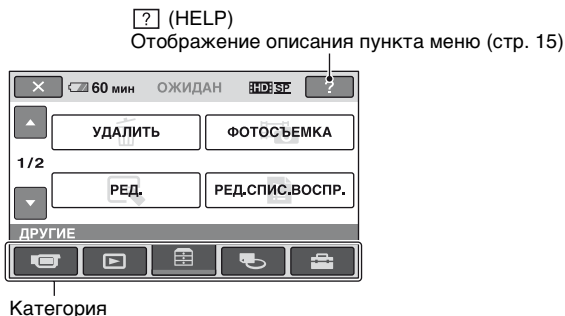 ? (HELP)
Отображение описания пункта меню (стр. 15)
60 мин ОЖИДАН HD SP ?
УДАЛИТЬ ФОТОСЪЕМКА
1/2
РЕД. РЕД.СПИС.ВОСПР.
ДРУГИЕ
Категория